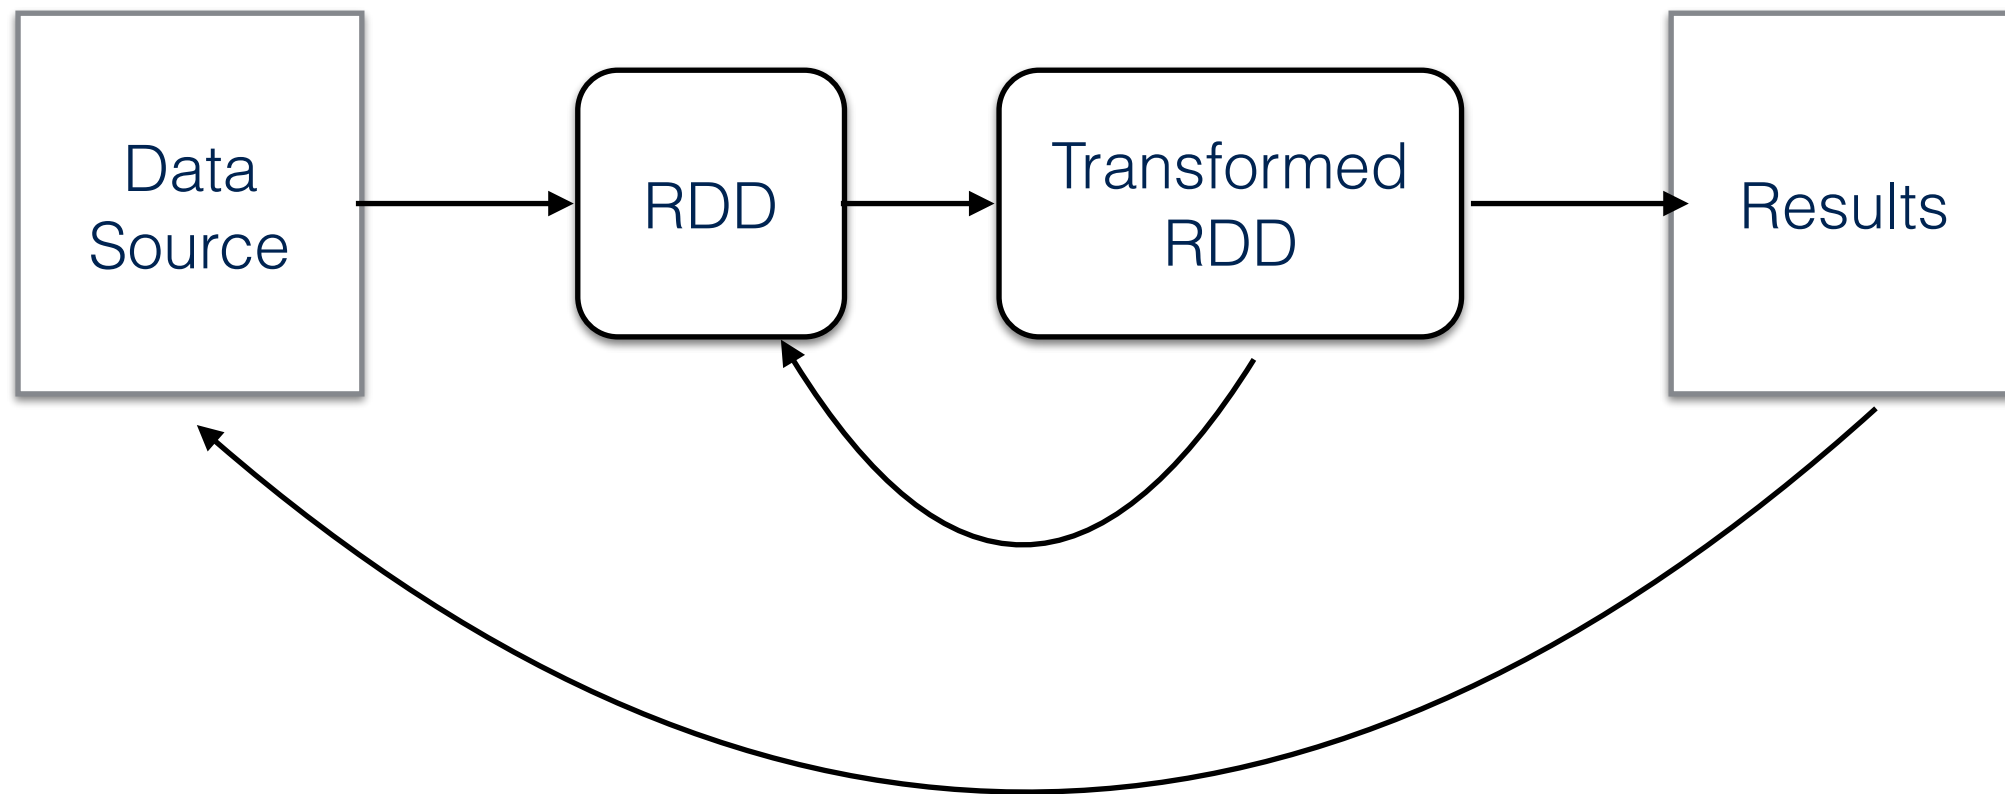 Data
Source
RDD
Transformed
RDD
Results